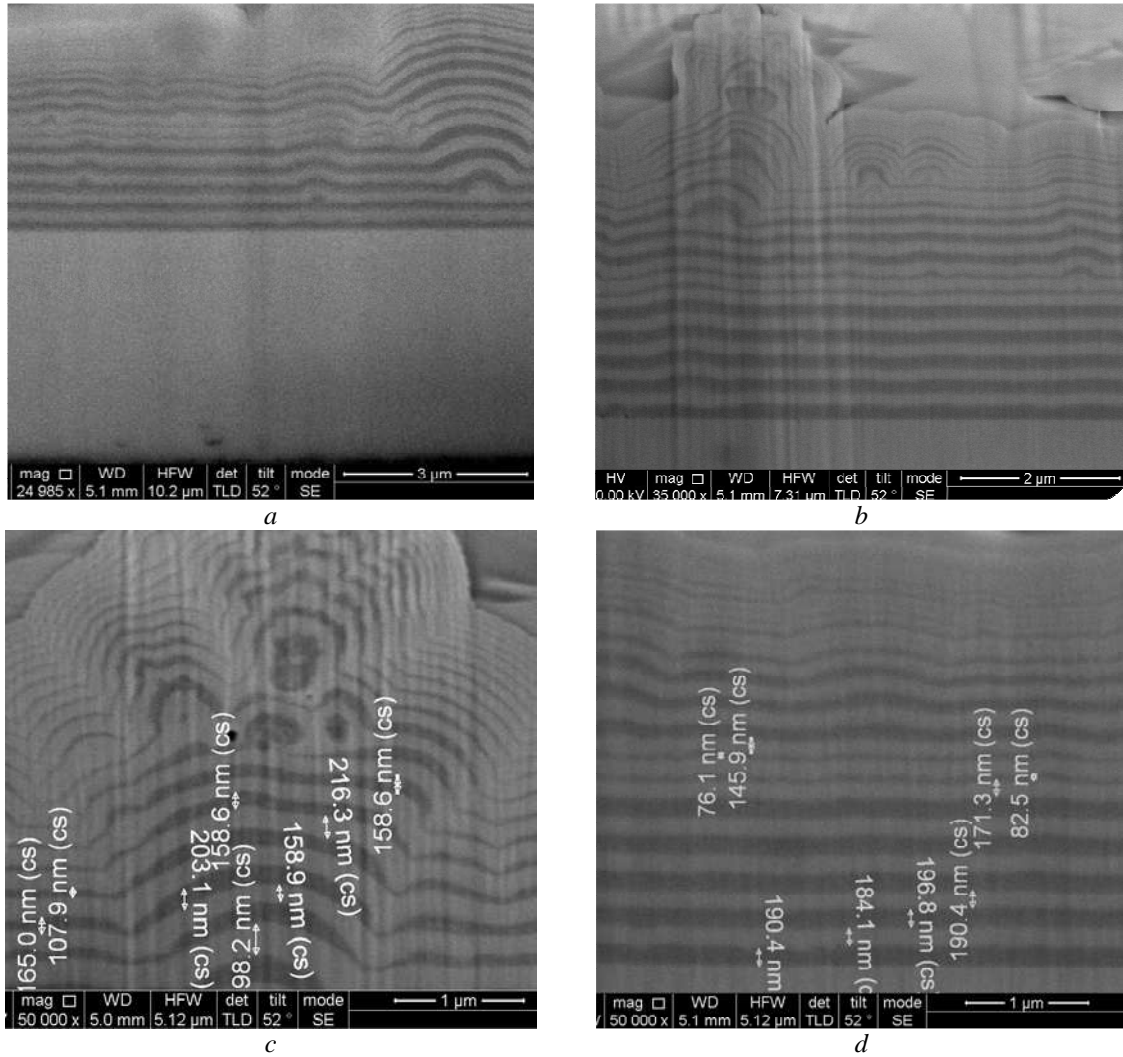 mag WD HFW det tilt mode 3 µm
24 985 x 5.1 mm 10.2 µm TLD 52 ° SE
a
HV mag WD HFW det tilt mode 2 µm
0.00 kV 35 000 x 5.1 mm 7.31 µm TLD 52 ° SE
b
165.0 nm (cs)
107.9 nm (cs)
203.1 nm (cs)
158.6 nm (cs)
98.2 nm (cs)
158.9 nm (cs)
216.3 nm (cs)
158.6 nm (cs)
mag WD HFW det tilt mode 1 µm
50 000 x 5.0 mm 5.12 µm TLD 52 ° SE
c
76.1 nm (cs)
145.9 nm (cs)
190.4 nm
184.1 nm (c
196.8 nm (cs)
190.4 nm (cs)
171.3 nm (cs)
82.5 nm (cs)
mag WD HFW det tilt mode 1 µm
50 000 x 5.1 mm 5.12 µm TLD 52 ° SE
d